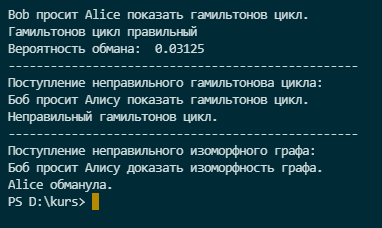 Bob просит Alice показать гамильтонов цикл.
Гамильтонов цикл правильный
Вероятность обмана:  0.03125
--------------------------------------------------
Поступление неправильного гамильтонова цикла:
Боб просит Алису показать гамильтонов цикл.
Неправильный гамильтонов цикл.
--------------------------------------------------
Поступление неправильного изоморфного графа:
Боб просит Алису доказать изоморфность графа.
Alice обманула.
PS D:\kurs>